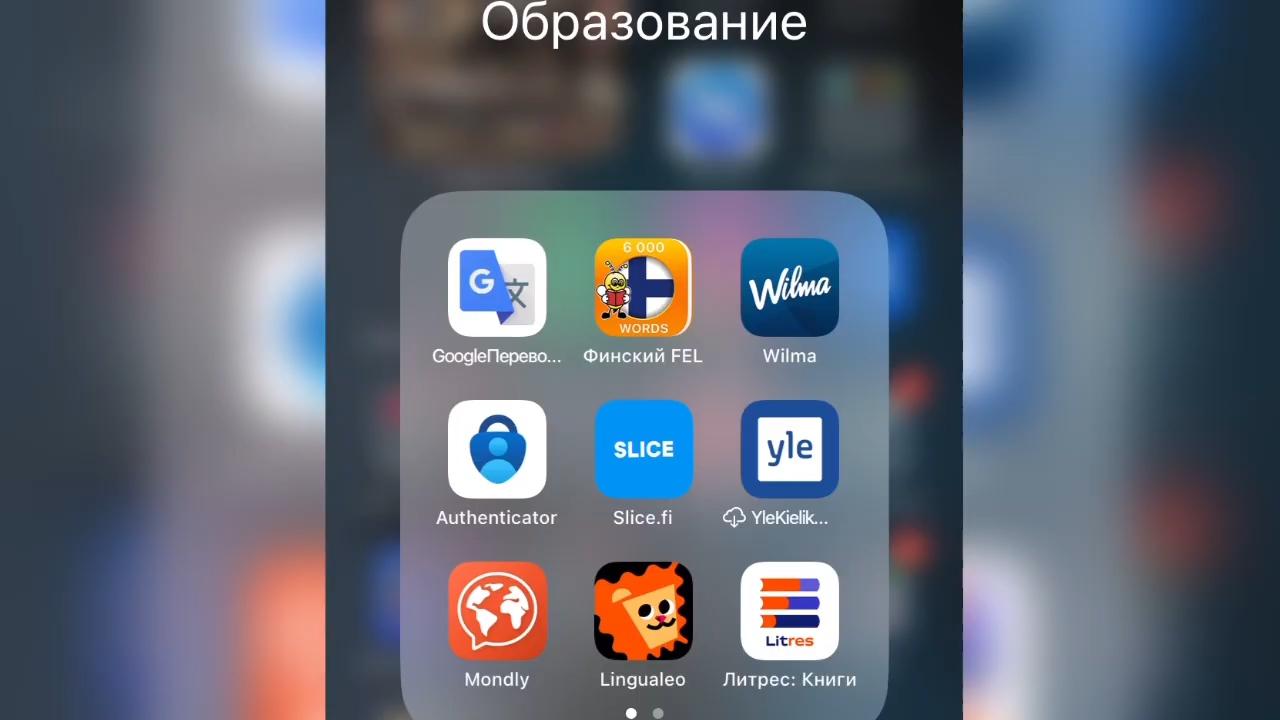 Образование
6 000
WORDS
G 文
Wilma
GoogleПерево... Финский FEL Wilma
SLICE
yle
Authenticator Slice.fi YleKielik...
Litres
Mondly Lingualeo Литрес: Книги